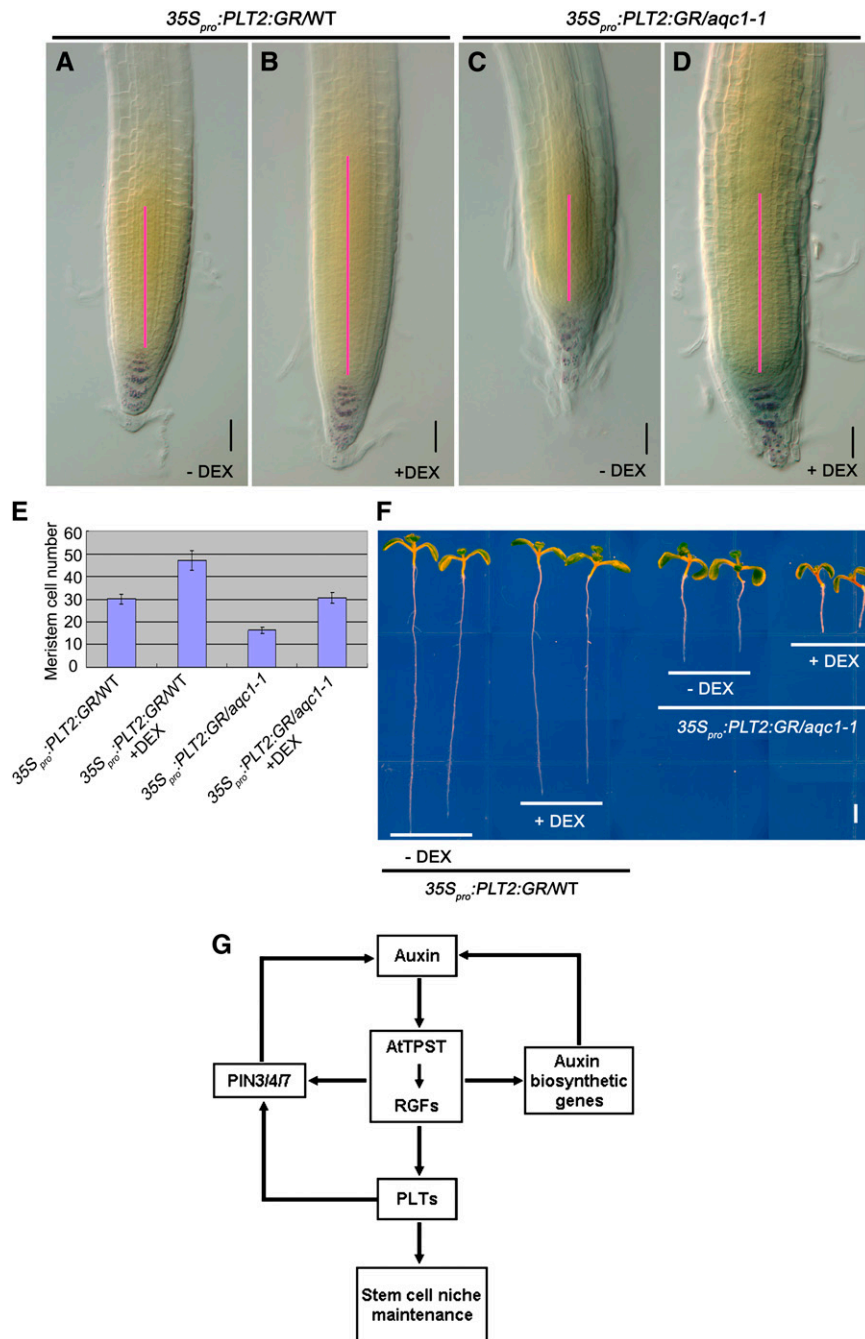 35Spro:PLT2:GR/WT
35Spro:PLT2:GR/aqc1-1
A
B
C
D
- DEX
+DEX
- DEX
+ DEX
E
Meristem cell number
60
50
40
30
20
10
0
35Spro:PLT2:GR/WT
35Spro:PLT2:GR/WT
+DEX
35Spro:PLT2:GR/aqc1-1
35Spro:PLT2:GR/aqc1-1
+DEX
F
- DEX
+ DEX
- DEX
+ DEX
35Spro:PLT2:GR/aqc1-1
35Spro:PLT2:GR/WT
G
Auxin
AtTPST
RGFs
PIN3/4/7
Auxin
biosynthetic
genes
PLTs
Stem cell niche
maintenance